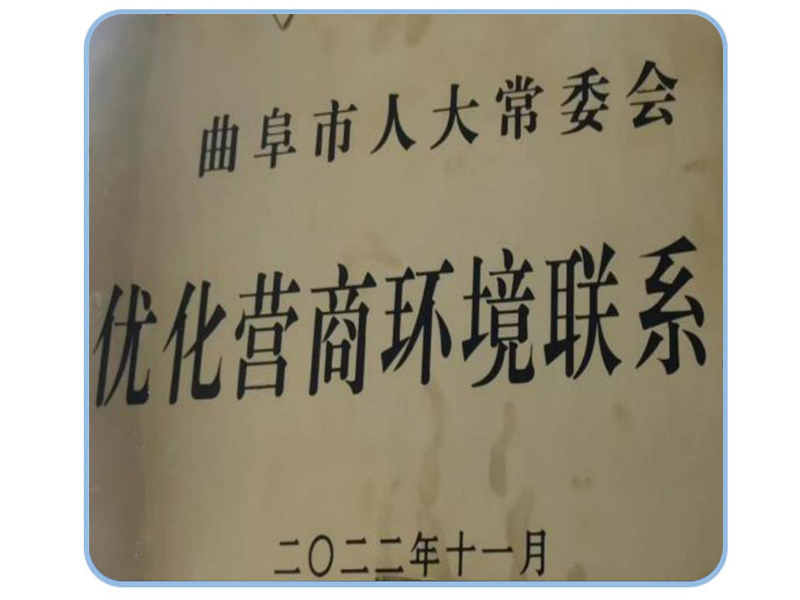 曲阜市人大常委会
优化营商环境联系
二〇二二年十一月